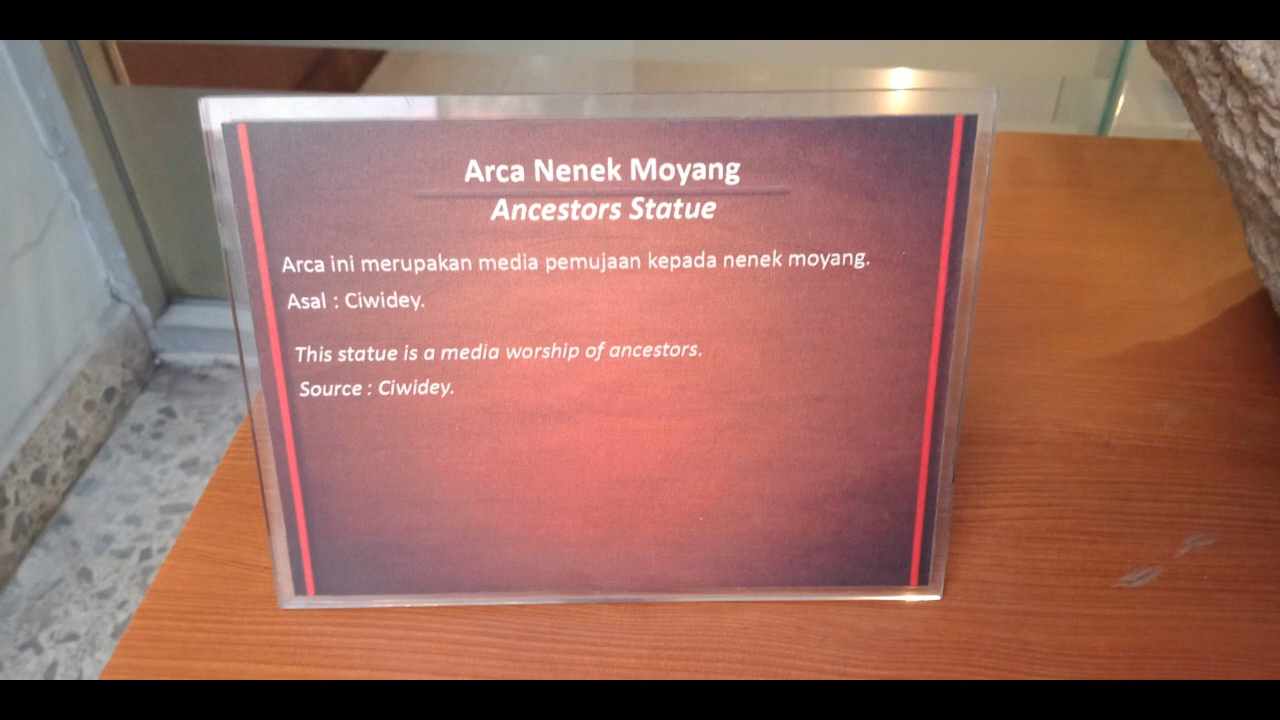 Arca Nenek Moyang
Ancestors Statue
Arca ini merupakan media pemujaan kepada nenek moyang.
Asal : Ciwidey.
This statue is a media worship of ancestors.
Source : Ciwidey.